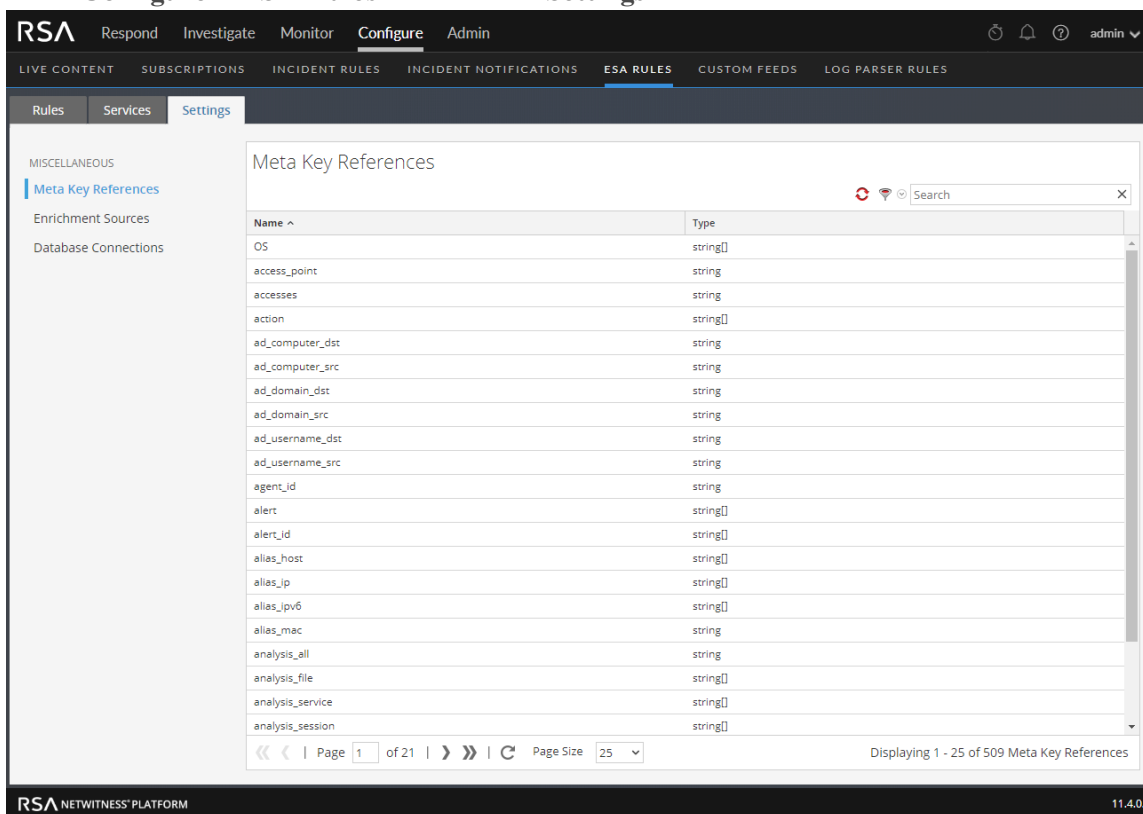 RSA Respond Investigate Monitor Configure Admin admin
LIVE CONTENT SUBSCRIPTIONS INCIDENT RULES INCIDENT NOTIFICATIONS ESA RULES CUSTOM FEEDS LOG PARSER RULES
Rules Services Settings
MISCELLANEOUS
Meta Key References
Enrichment Sources
Database Connections
Meta Key References
Search
Name Type
OS string[]
access_point string
accesses string
action string[]
ad_computer_dst string
ad_computer_src string
ad_domain_dst string
ad_domain_src string
ad_username_dst string
ad_username_src string
agent_id string
alert string[]
alert_id string[]
alias_host string[]
alias_ip string[]
alias_ipv6 string[]
alias_mac string
analysis_all string
analysis_file string[]
analysis_service string[]
analysis_session string[]
Page 1 of 21 | Page Size 25 Displaying 1 - 25 of 509 Meta Key References
RSA NETWITNESS® PLATFORM 11.4.0